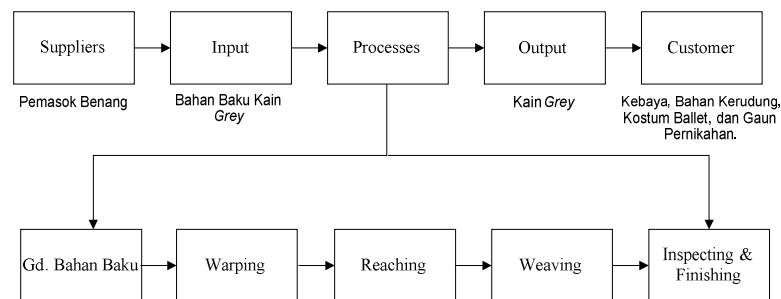 Suppliers
Input
Processes
Output
Customer
Pemasok Benang
Bahan Baku Kain
Grey
Kain Grey
Kebaya, Bahan Kerudung,
Kostum Ballet, dan Gaun
Pernikahan.
Gd. Bahan Baku
Warping
Reaching
Weaving
Inspecting &
Finishing